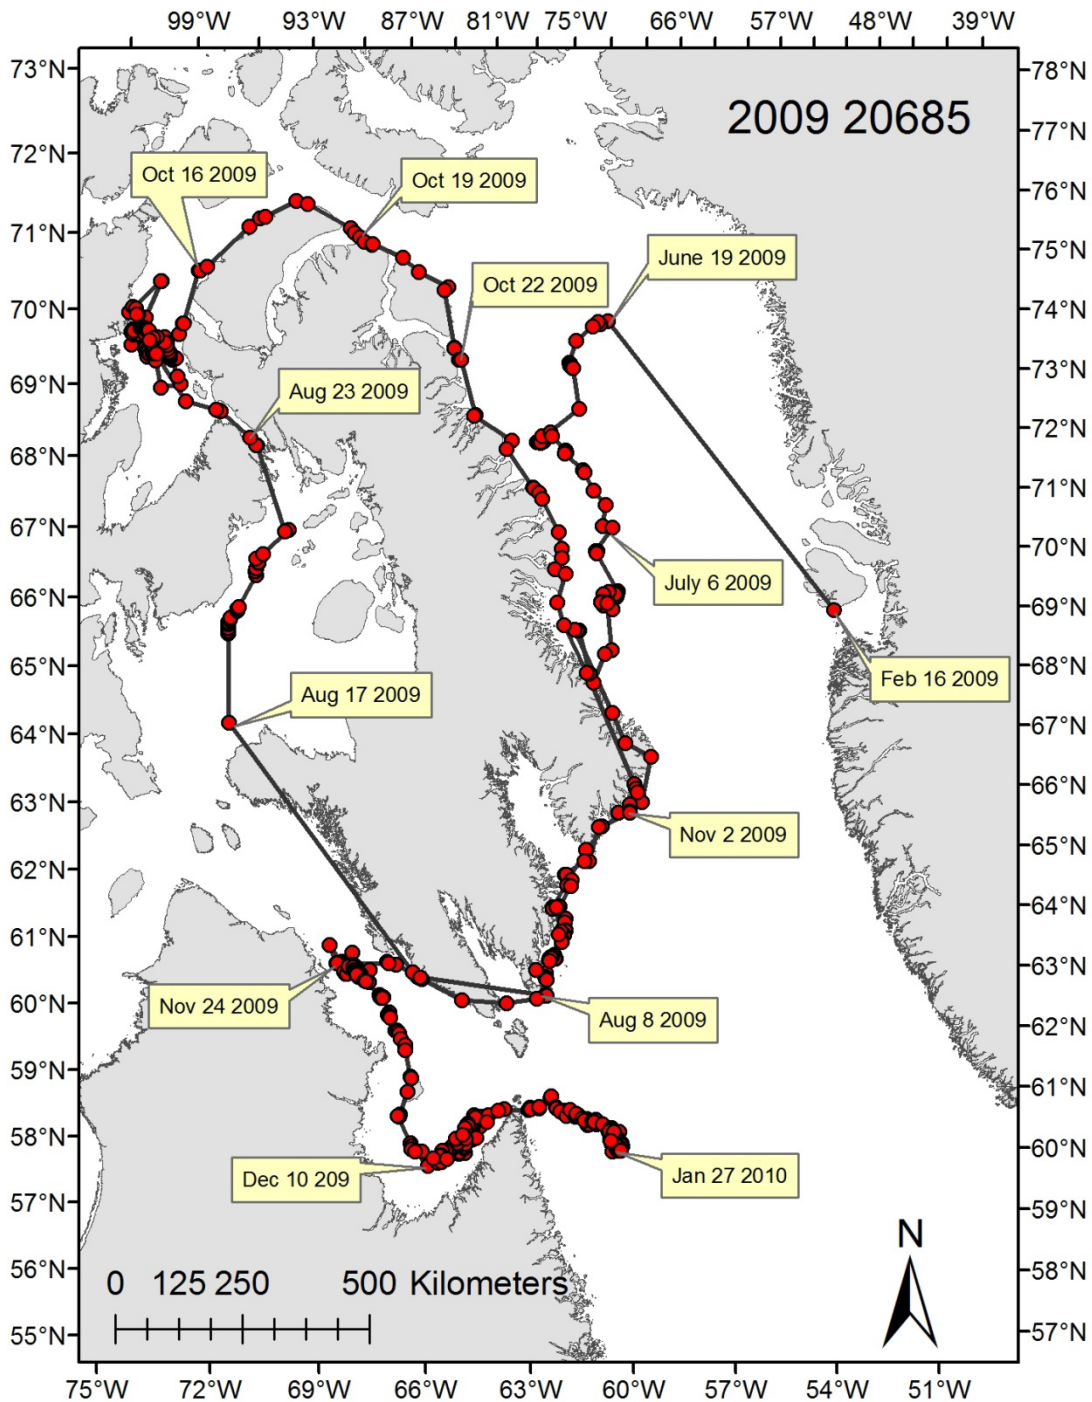 99°W 93°W 87°W 81°W 75°W 66°W 57°W 48°W 39°W
73°N 78°N
2009 20685
77°N
72°N
Oct 16 2009 Oct 19 2009
76°N
71°N
75°N
June 19 2009
Oct 22 2009
70°N 74°N
69°N 73°N
Aug 23 2009
72°N
68°N
71°N
67°N
70°N
July 6 2009
66°N 69°N
65°N 68°N
Feb 16 2009
Aug 17 2009
64°N 67°N
66°N
63°N
Nov 2 2009
65°N
62°N
64°N
61°N
63°N
60°N
Nov 24 2009
Aug 8 2009
62°N
59°N
61°N
58°N 60°N
Dec 10 209
Jan 27 2010
57°N 59°N
N
56°N 58°N
0 125 250 500 Kilometers
55°N 57°N
75°W 72°W 69°W 66°W 63°W 60°W 57°W 54°W 51°W